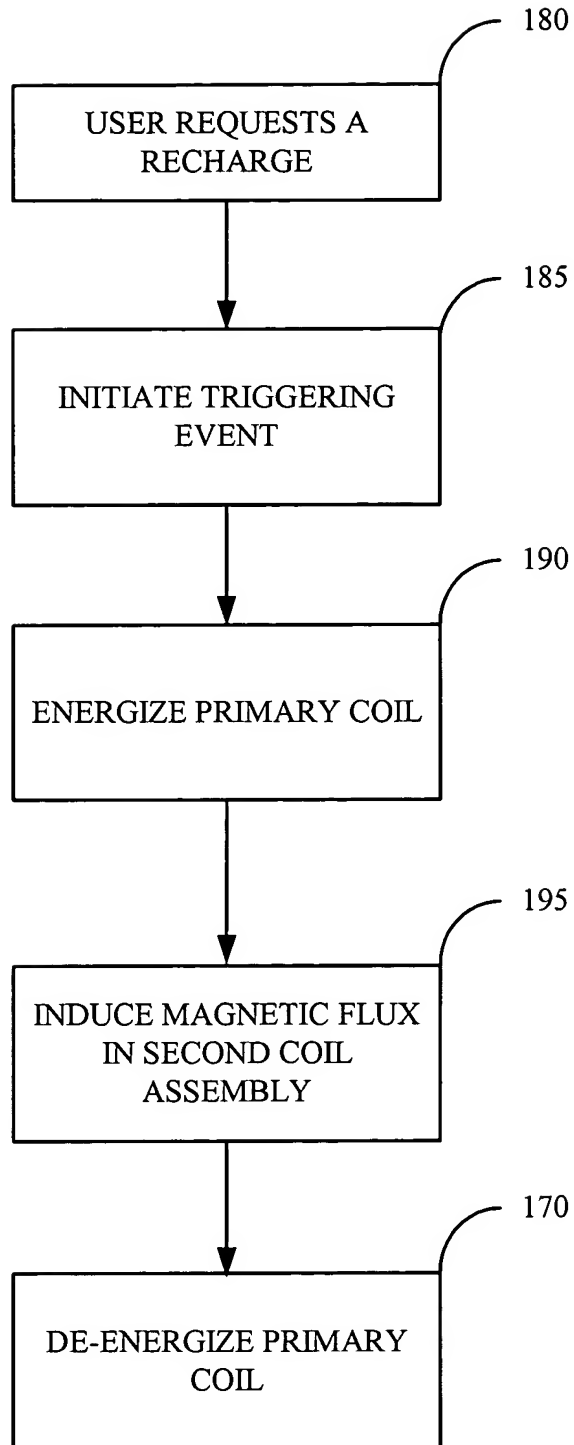 180
USER REQUESTS A
RECHARGE
185
INITIATE TRIGGERING
EVENT
190
ENERGIZE PRIMARY COIL
195
INDUCE MAGNETIC FLUX
IN SECOND COIL
ASSEMBLY
170
DE-ENERGIZE PRIMARY
COIL